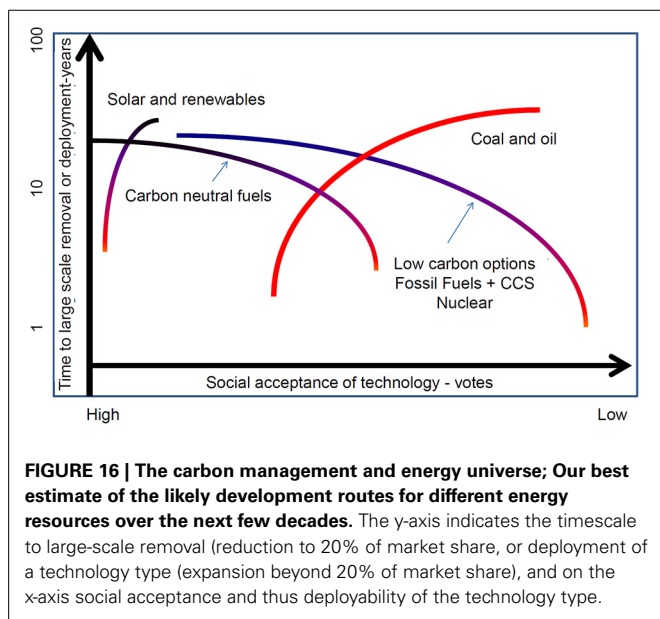 100
10
1
Time to large scale removal or deployment-years
Solar and renewables
Coal and oil
Carbon neutral fuels
Low carbon options
Fossil Fuels + CCS
Nuclear
Social acceptance of technology - votes
High
Low
FIGURE 16 | The carbon management and energy universe; Our best
estimate of the likely development routes for different energy
resources over the next few decades. The y-axis indicates the timescale
to large-scale removal (reduction to 20% of market share, or deployment of
a technology type (expansion beyond 20% of market share), and on the
x-axis social acceptance and thus deployability of the technology type.